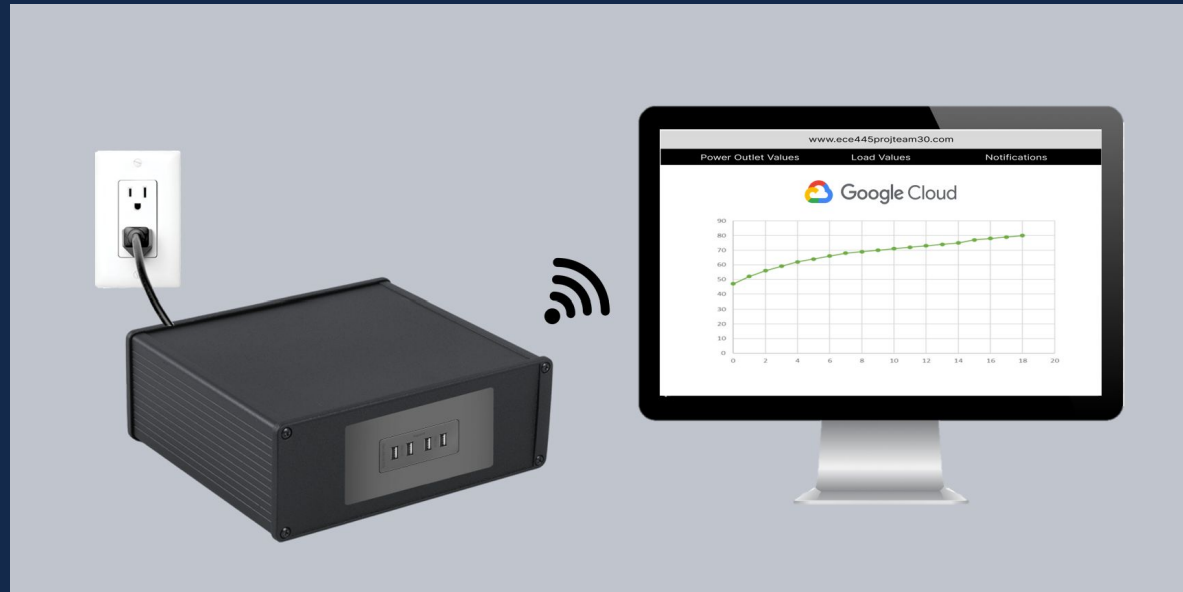 www.ece445projteam30.com
Power Outlet Values Load Values Notifications
Google Cloud
90
80
70
60
50
40
30
20
10
0
0 2 4 6 8 10 12 14 16 18 20